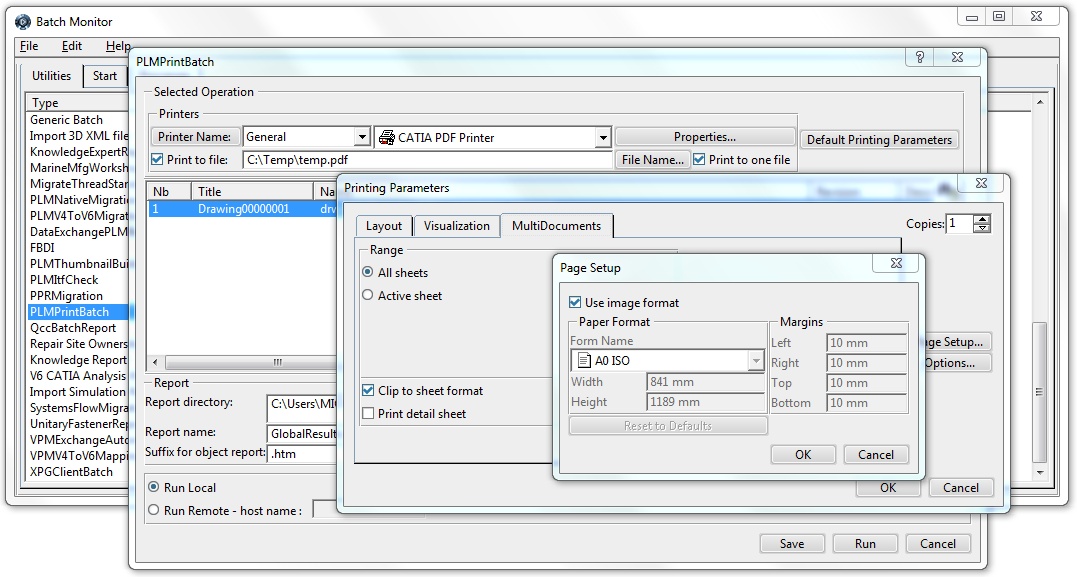 Batch Monitor
File Edit Help
Utilities Start
Type
Generic Batch
Import 3D XML file
KnowledgeExpertR
MarineMfgWorksh
MigrateThreadStar
PLMNativeMigratio
PLMV4ToV6Migrat
DataExchangePLM
FBDI
PLMThumbnailBui
PLMItfCheck
PPRMigration
PLMPrintBatch
QccBatchReport
Repair Site Owners
Knowledge Report
V6 CATIA Analysis
Import Simulation
SystemsFlowMigra
UnitaryFastenerRep
VPMExchangeAuto
VPMV4ToV6Mappi
XPGClientBatch
PLMPrintBatch
Selected Operation
Printers
Printer Name: General CATIA PDF Printer Properties... Default Printing Parameters
Print to file: C:\Temp\temp.pdf File Name... Print to one file
Nb Title Na
1 Drawing00000001 drw
Report
Report directory: C:\Users\MI
Report name: GlobalResult
Suffix for object report: .htm
Run Local
Run Remote - host name :
Save Run Cancel
Printing Parameters
Layout Visualization MultiDocuments Copies: 1
Range
All sheets
Active sheet
Clip to sheet format
Print detail sheet
age Setup...
Options...
OK Cancel
Page Setup
Use image format
Paper Format Margins
Form Name Left 10 mm
A0 ISO Right 10 mm
Width 841 mm Top 10 mm
Height 1189 mm Bottom 10 mm
Reset to Defaults
OK Cancel